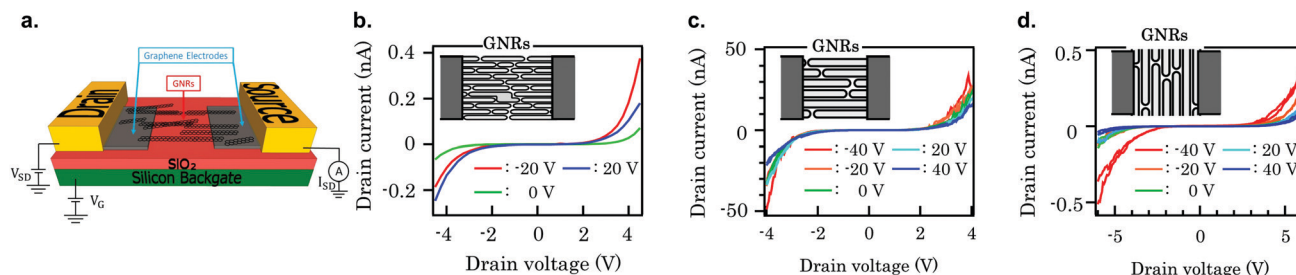 a.
Graphene Electrodes
GNRs
Drain
Source
SiO₂
Silicon Backgate
V_SD
V_G
A
I_SD
b.
Drain current (nA)
0.4
0.2
0
-0.2
GNRs
: -20 V
: 20 V
: 0 V
-4
-2
0
2
4
Drain voltage (V)
c.
Drain current (nA)
50
0
-50
GNRs
: -40 V
20 V
: -20 V
: 40 V
: 0 V
-4
-2
0
2
4
Drain voltage (V)
d.
Drain current (nA)
0.5
0
-0.5
GNRs
: -40 V
: 20 V
: -20 V
: 40 V
: 0 V
-5
0
5
Drain voltage (V)